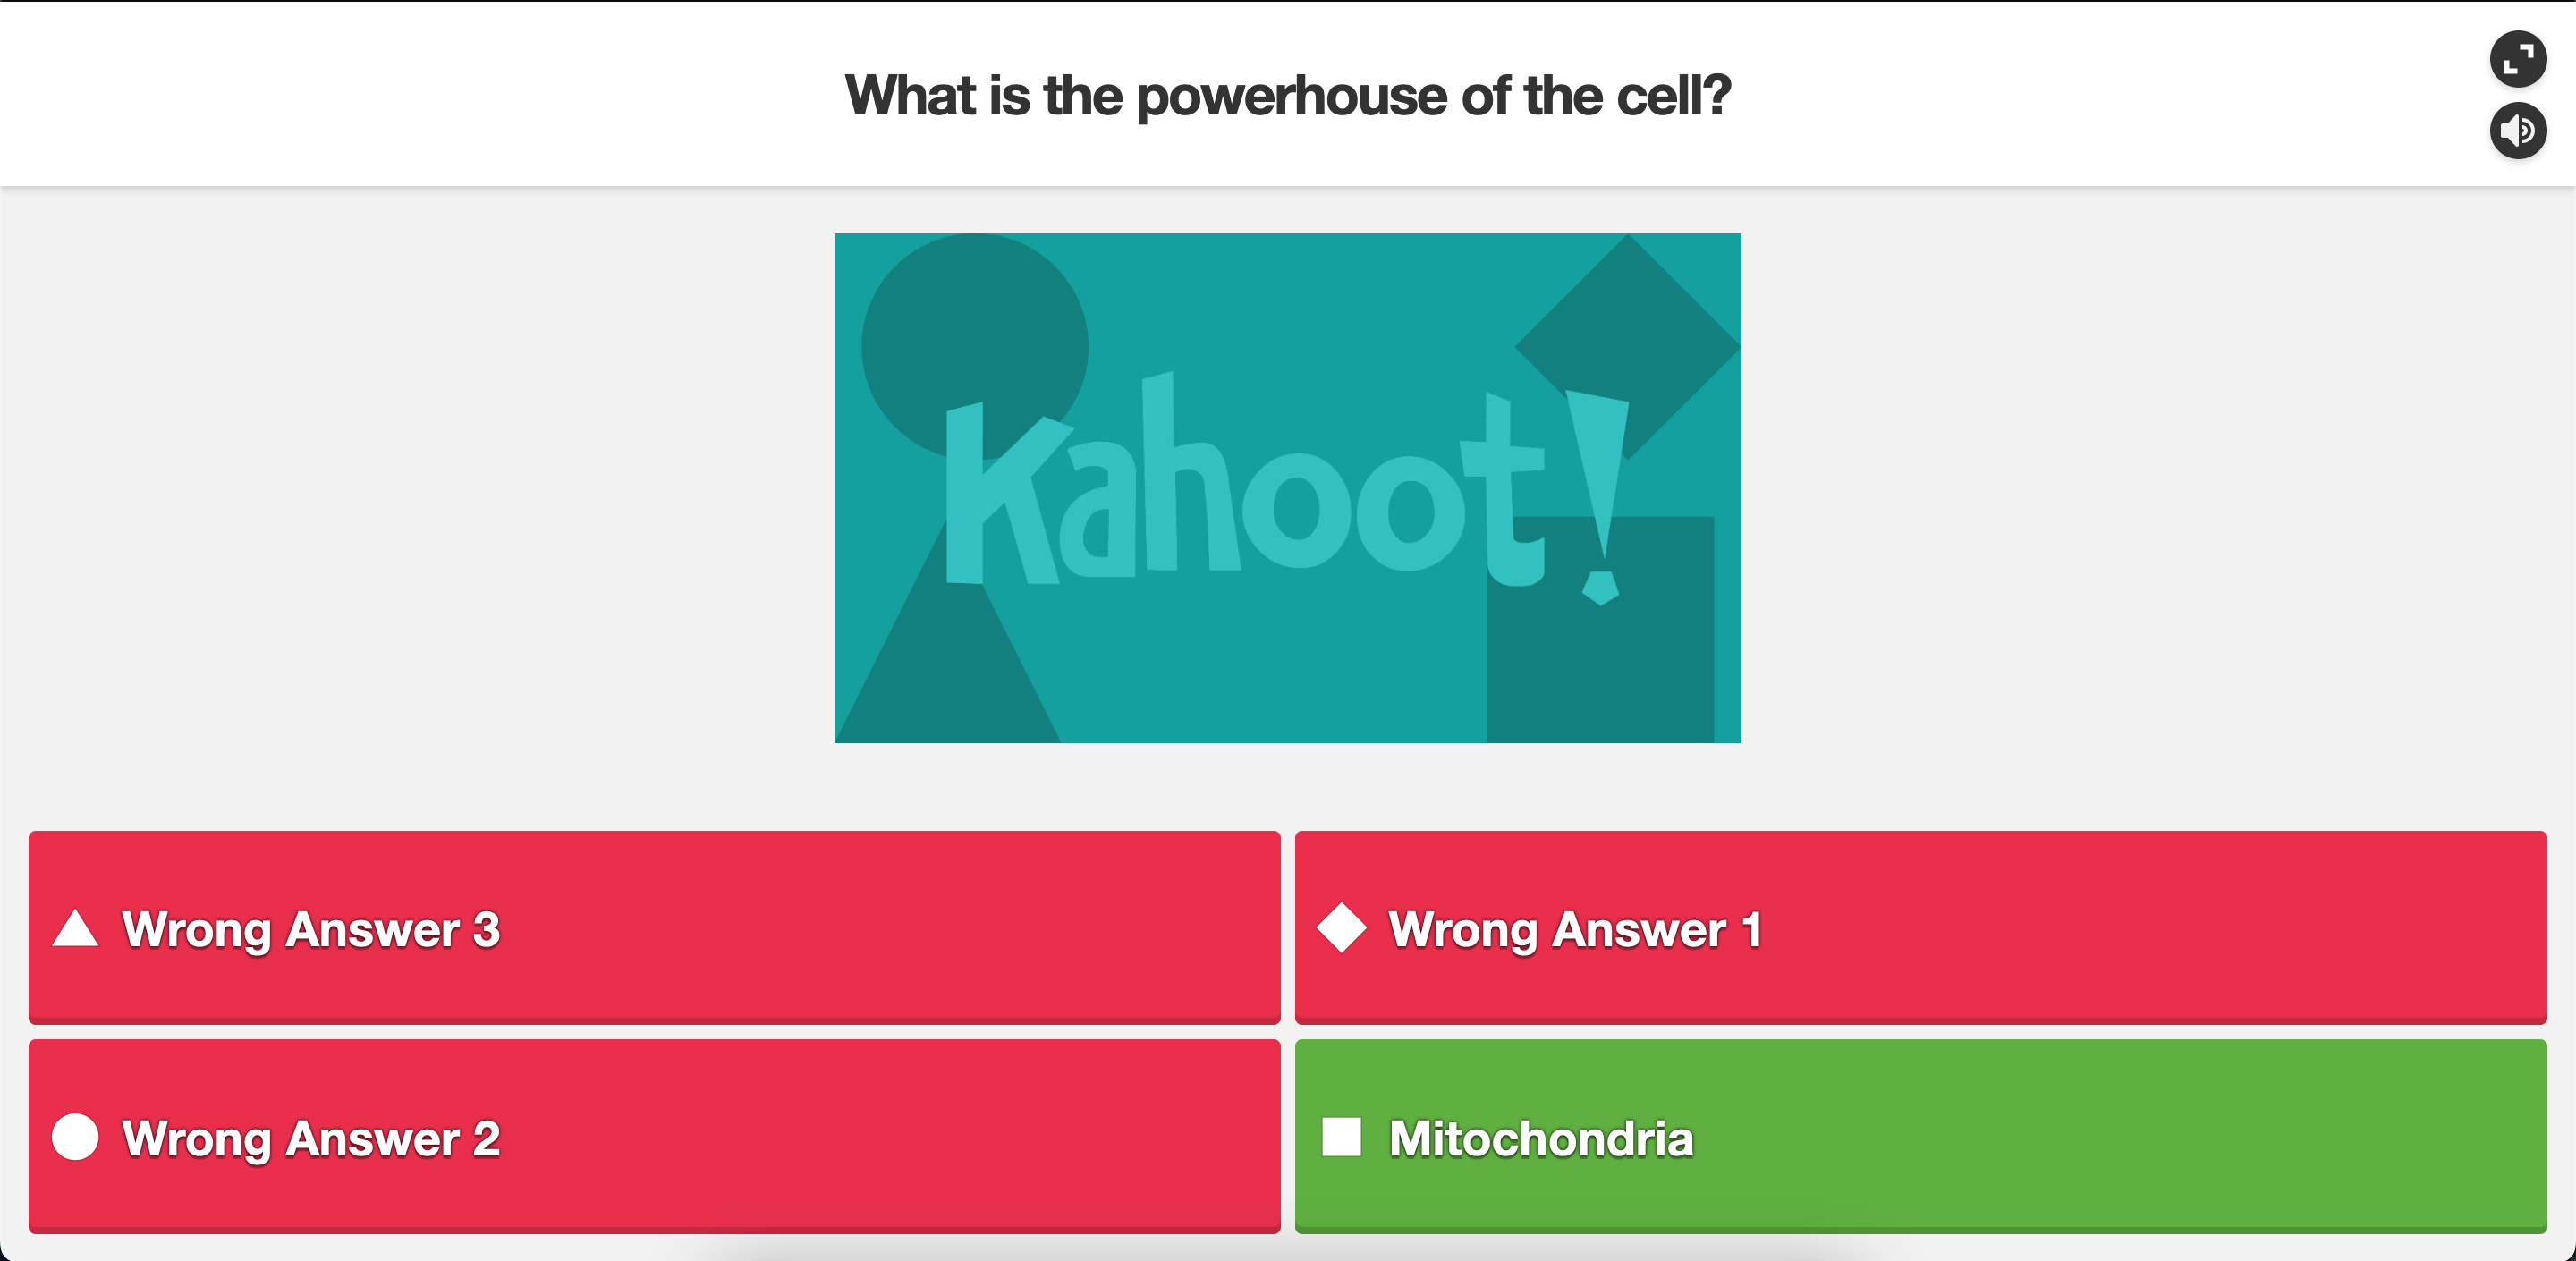 What is the powerhouse of the cell?
Kahoot!
Wrong Answer 3
Wrong Answer 1
Wrong Answer 2
Mitochondria